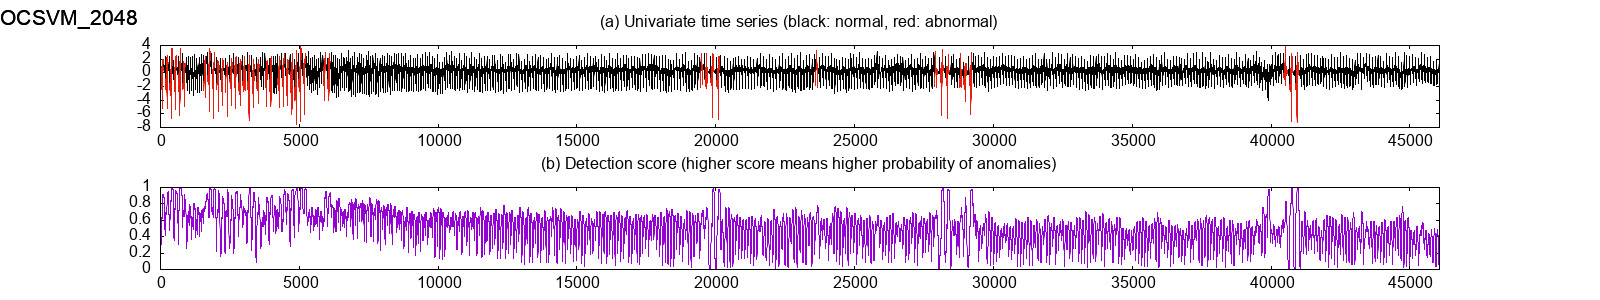 OCSVM_2048
(a) Univariate time series (black: normal, red: abnormal)
4
2
0
-2
-4
-6
-8
0 5000 10000 15000 20000 25000 30000 35000 40000 45000
(b) Detection score (higher score means higher probability of anomalies)
1
0.8
0.6
0.4
0.2
0
0 5000 10000 15000 20000 25000 30000 35000 40000 45000